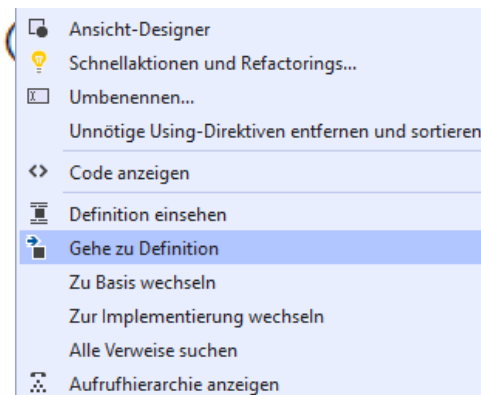 Ansicht-Designer
Schnellaktionen und Refactorings...
Umbenennen...
Unnötige Using-Direktiven entfernen und sortieren
Code anzeigen
Definition einsehen
Gehe zu Definition
Zu Basis wechseln
Zur Implementierung wechseln
Alle Verweise suchen
Aufrufhierarchie anzeigen